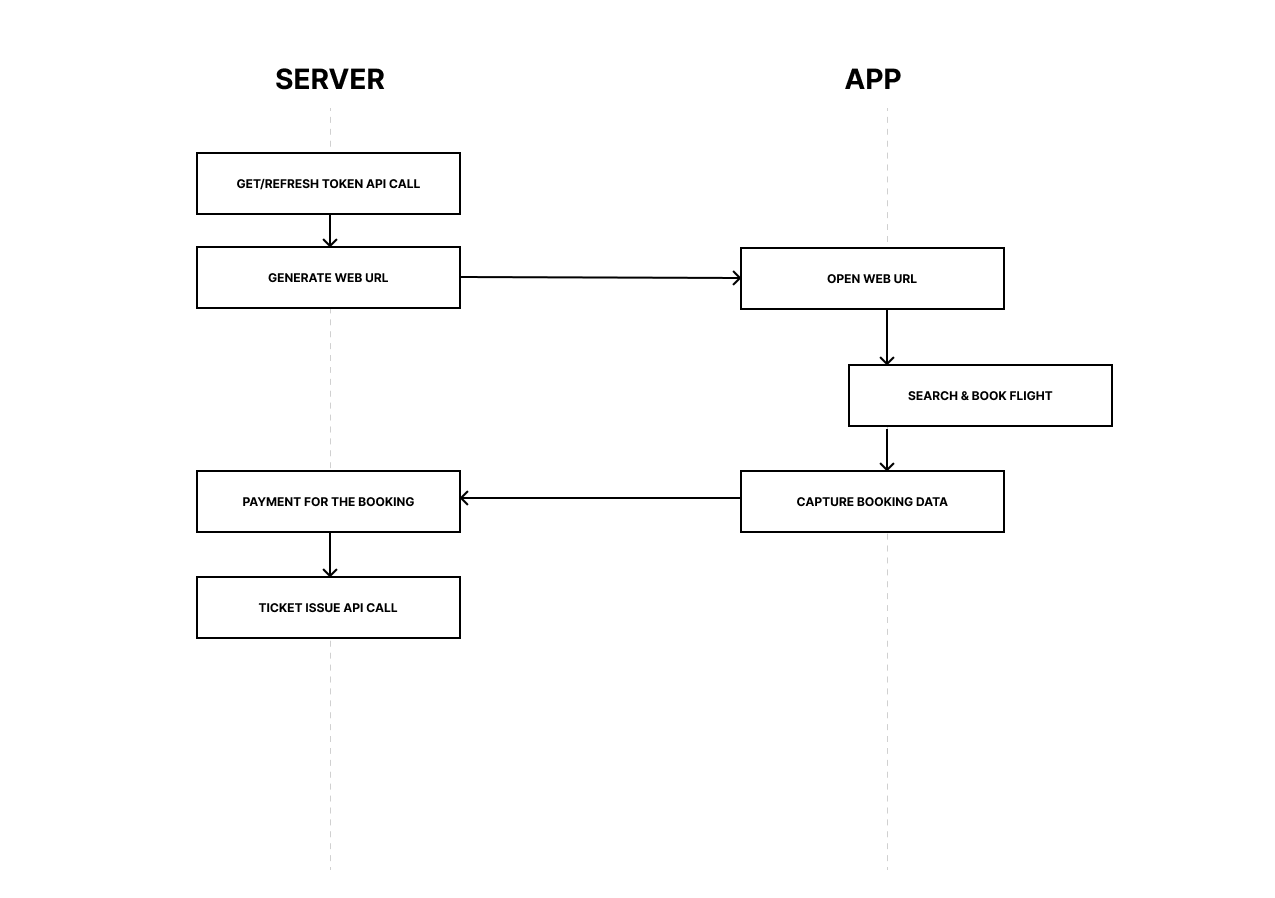 SERVER
APP
GET/REFRESH TOKEN API CALL
GENERATE WEB URL
OPEN WEB URL
SEARCH & BOOK FLIGHT
PAYMENT FOR THE BOOKING
CAPTURE BOOKING DATA
TICKET ISSUE API CALL